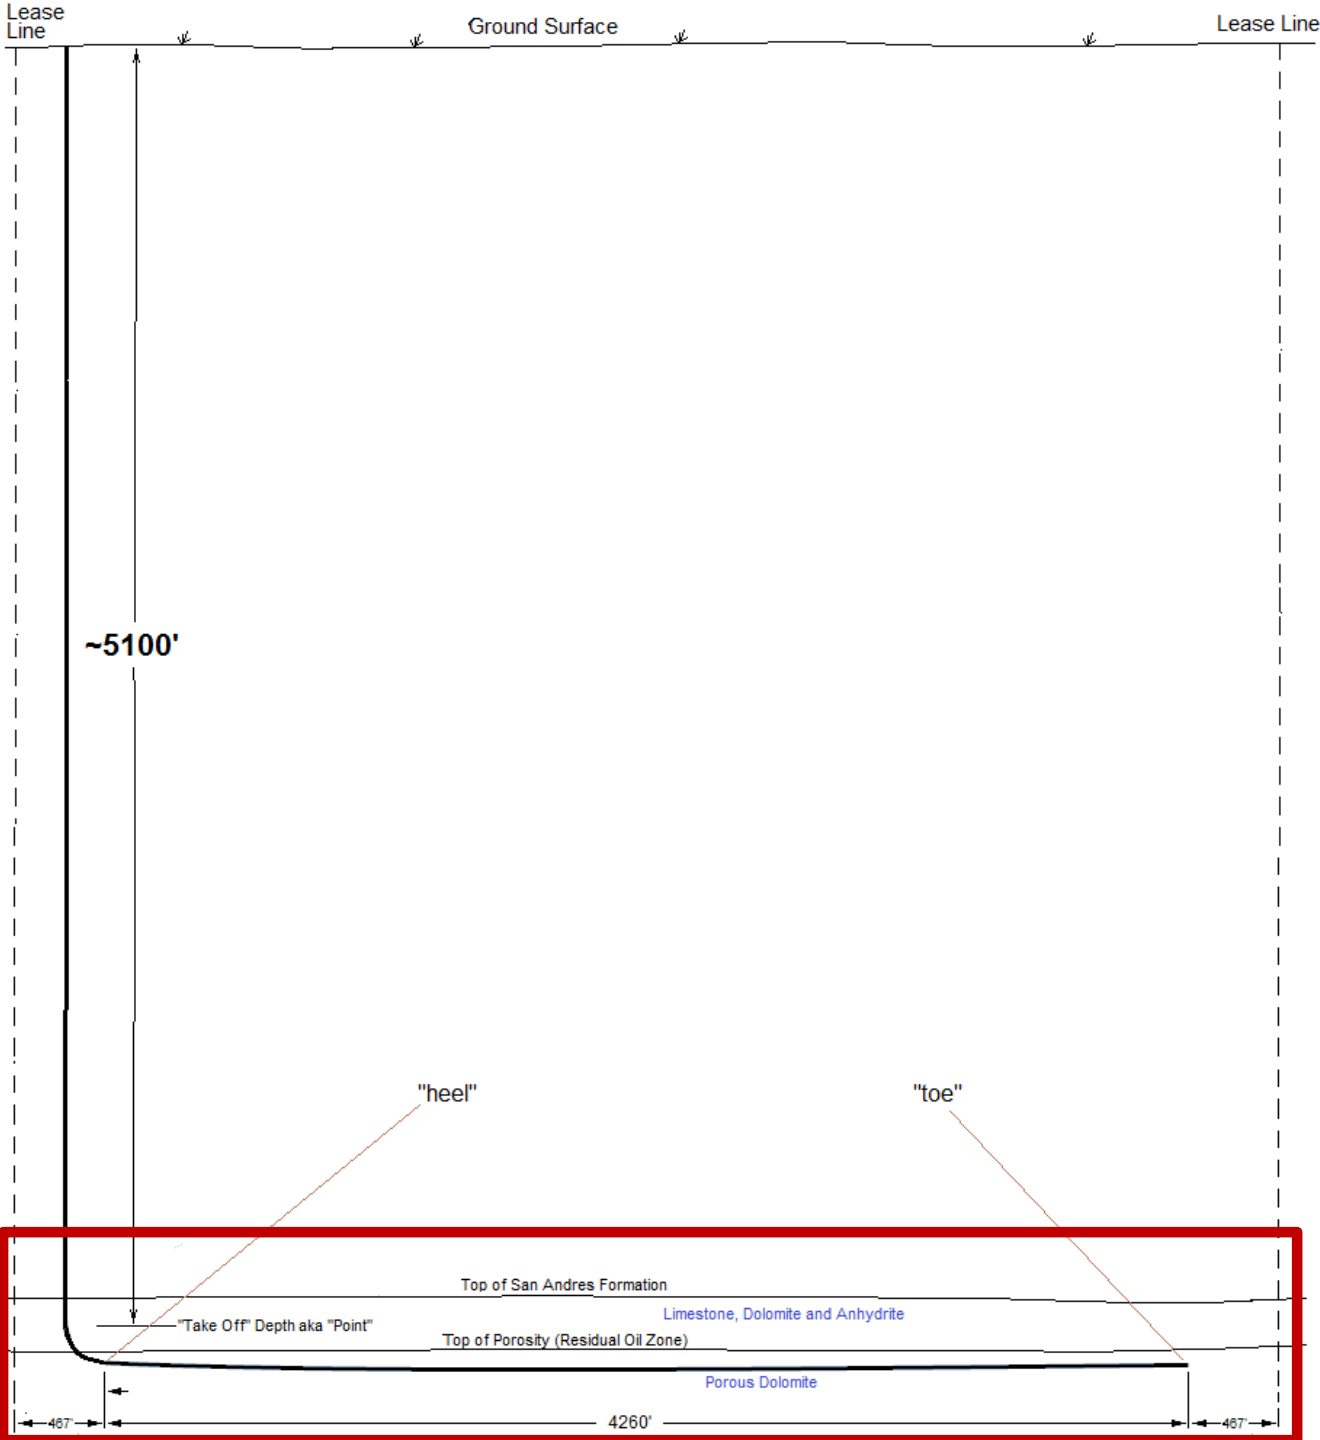 Lease
Line
Ground Surface
Lease Line
~5100'
"heel"
"toe"
Top of San Andres Formation
Limestone, Dolomite and Anhydrite
"Take Off" Depth aka "Point"
Top of Porosity (Residual Oil Zone)
Porous Dolomite
467'
4260'
467'